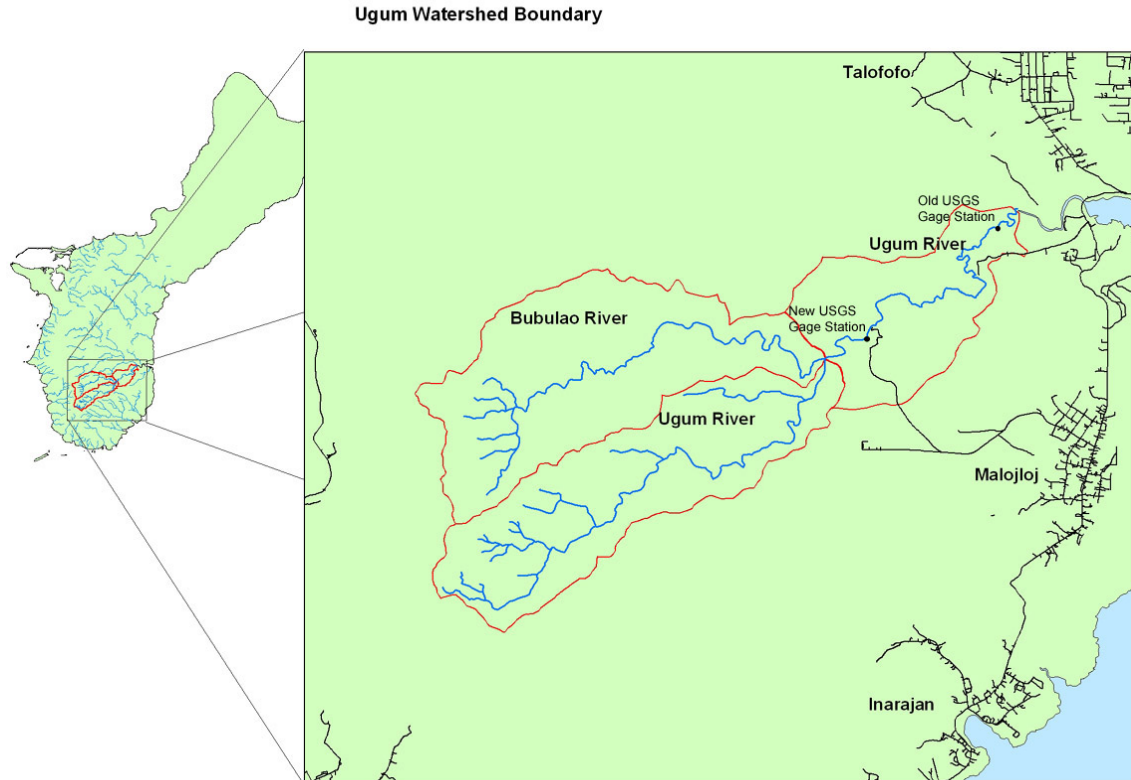 Ugum Watershed Boundary
Talofofo
Old USGS
Gage Station
Ugum River
New USGS
Gage Station
Bubulao River
Ugum River
Malojloj
Inarajan